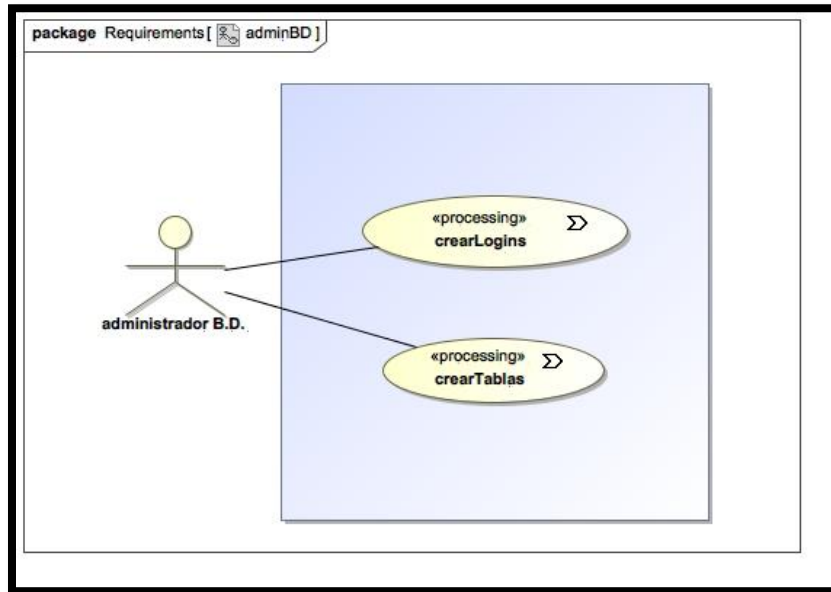 package Requirements[ adminBD ]
«processing»
crearLogins
administrador B.D.
«processing»
crearTablas